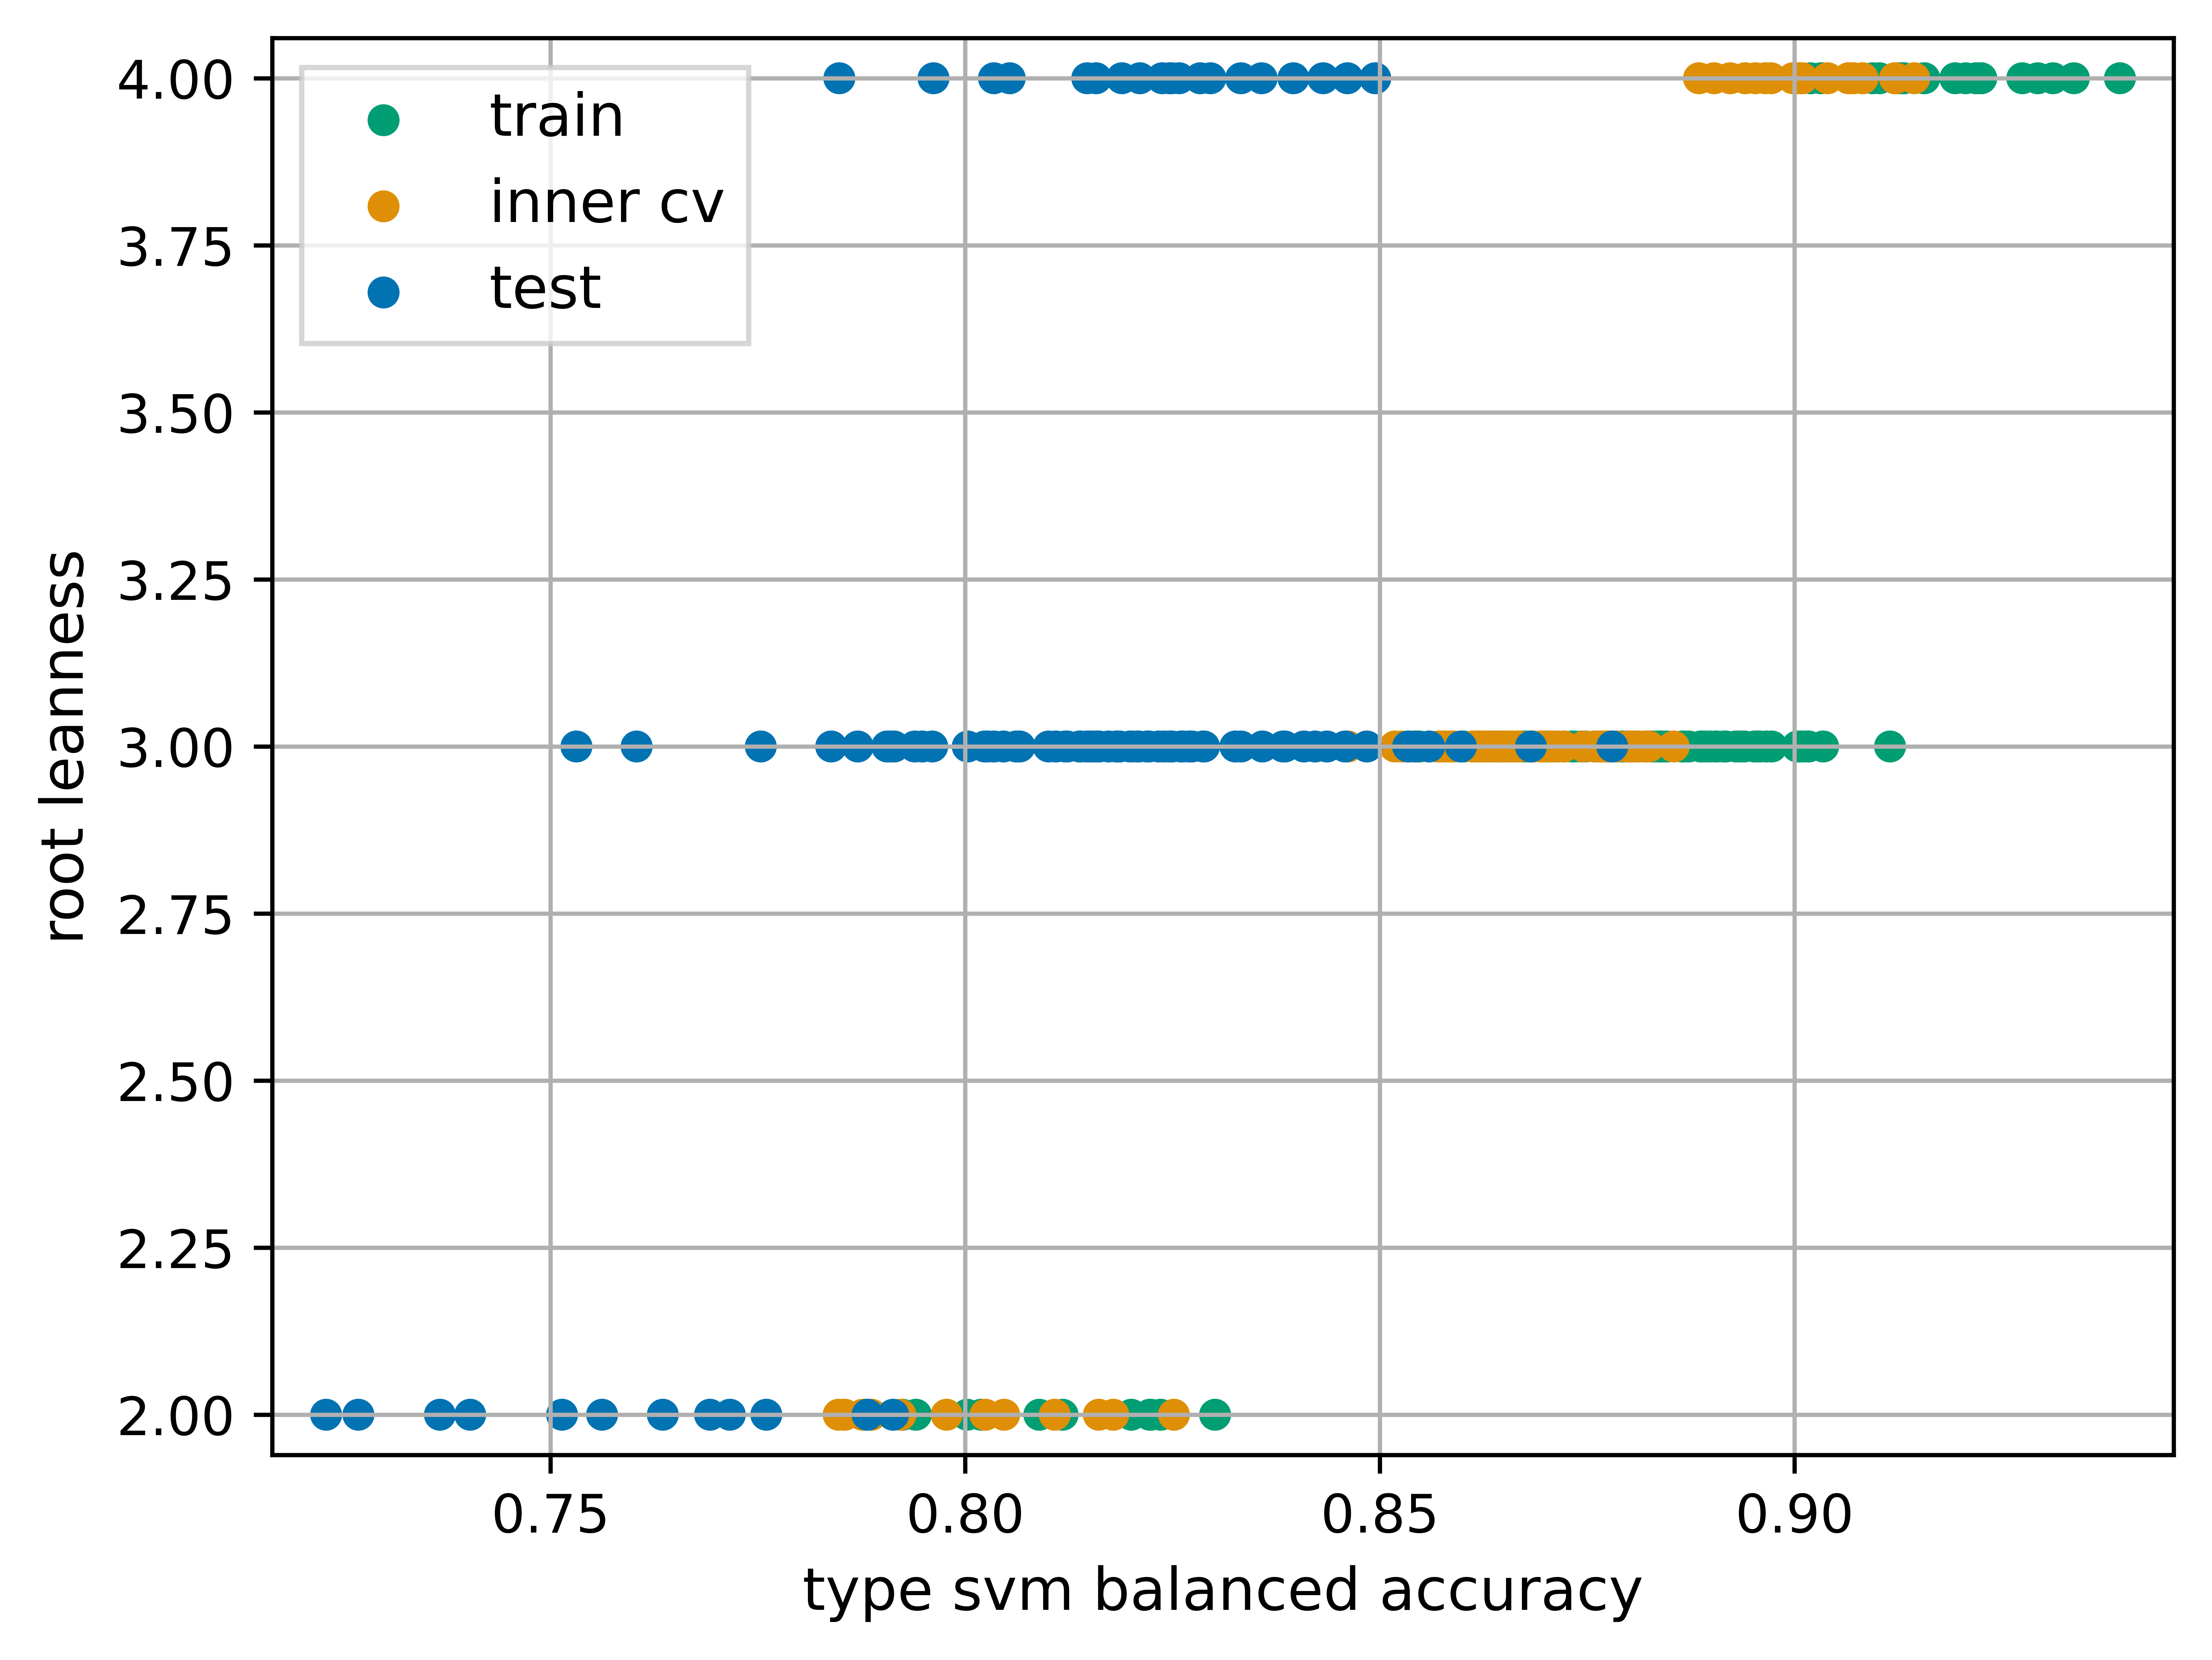 train
inner cv
test
4.00
3.75
3.50
3.25
3.00
2.75
2.50
2.25
2.00
root leanness
0.75 0.80 0.85 0.90
type svm balanced accuracy